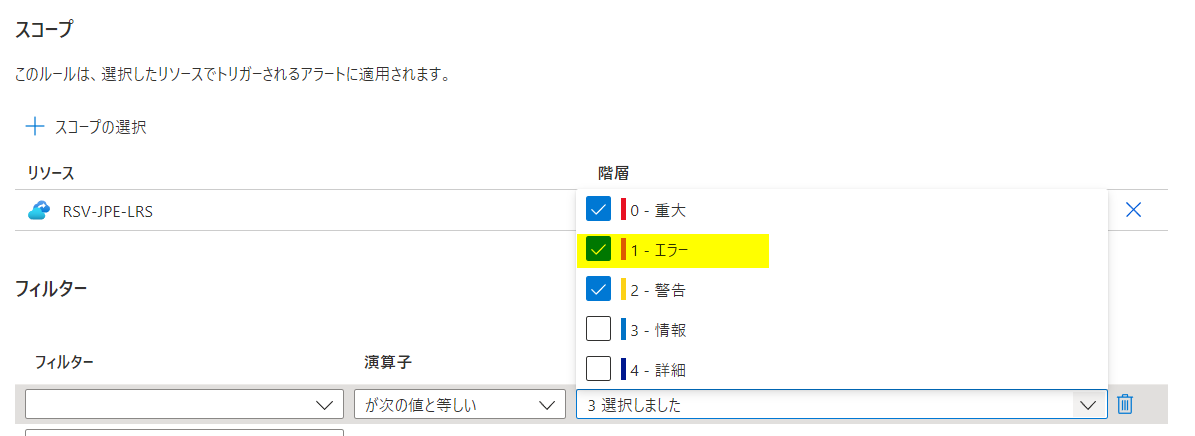 スコープ
このルールは、選択したリソースでトリガーされるアラートに適用されます。
スコープの選択
リソース
階層
RSV-JPE-LRS
0 - 重大
1 - エラー
2 - 警告
3 - 情報
4 - 詳細
フィルター
フィルター
演算子
が次の値と等しい
3 選択しました